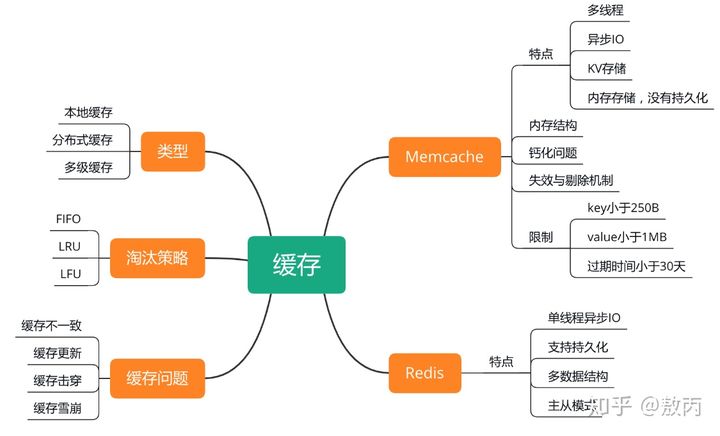 缓存
类型
本地缓存
分布式缓存
多级缓存
淘汰策略
FIFO
LRU
LFU
缓存问题
缓存不一致
缓存更新
缓存击穿
缓存雪崩
Memcache
特点
多线程
异步IO
KV存储
内存存储，没有持久化
内存结构
钙化问题
失效与剔除机制
限制
key小于250B
value小于1MB
过期时间小于30天
Redis
特点
单线程异步IO
支持持久化
多数据结构
主从模式
知乎 @敖丙